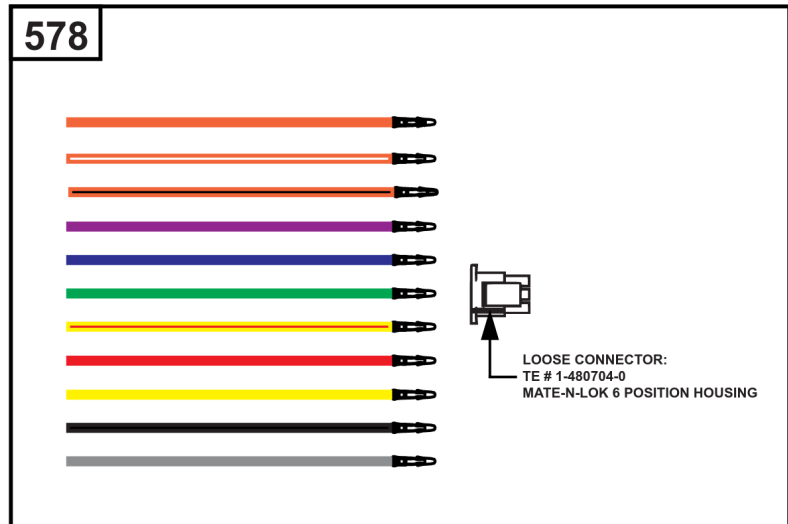 578
LOOSE CONNECTOR:
TE # 1-480704-0
MATE-N-LOK 6 POSITION HOUSING